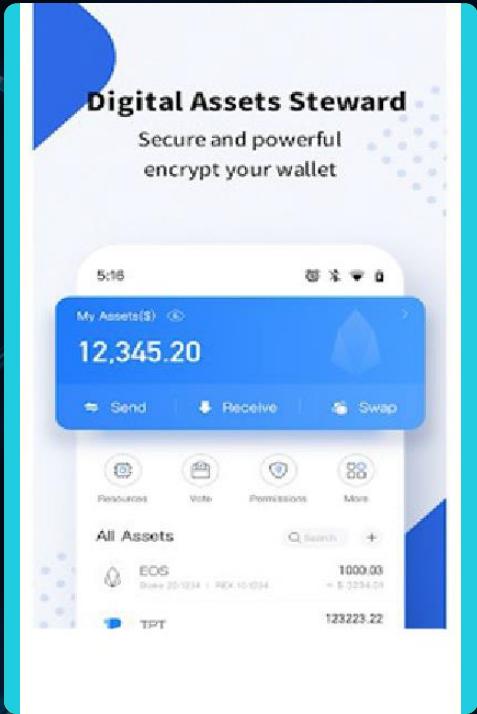 Digital Assets Steward
Secure and powerful
encrypt your wallet
5:16
My Assets($)
12,345.20
Send
Receive
Swap
Resources
Vote
Permissions
More
All Assets
Search
+
EOS
1000.03
TPT
123223.22